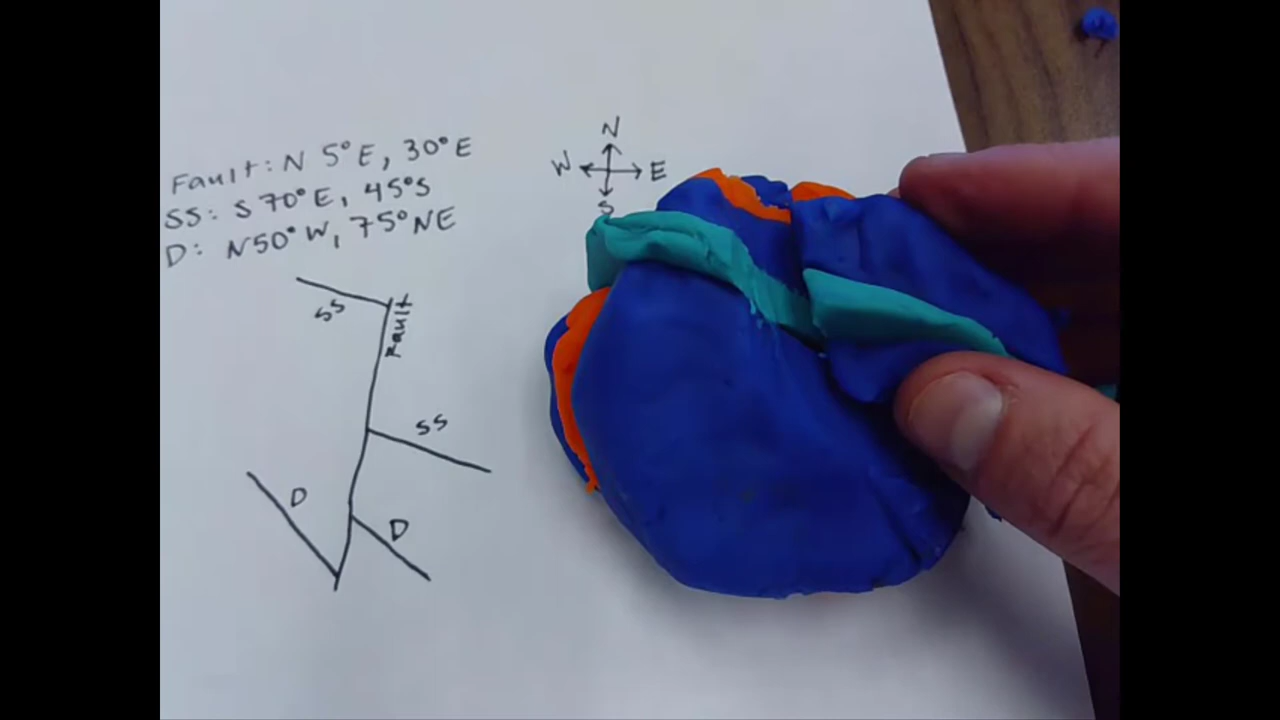 Fault: N 5° E, 30° E
SS: S 70° E, 45° S
D: N50° W, 75° NE
N
W E
S
SS
Fault
SS
D
D